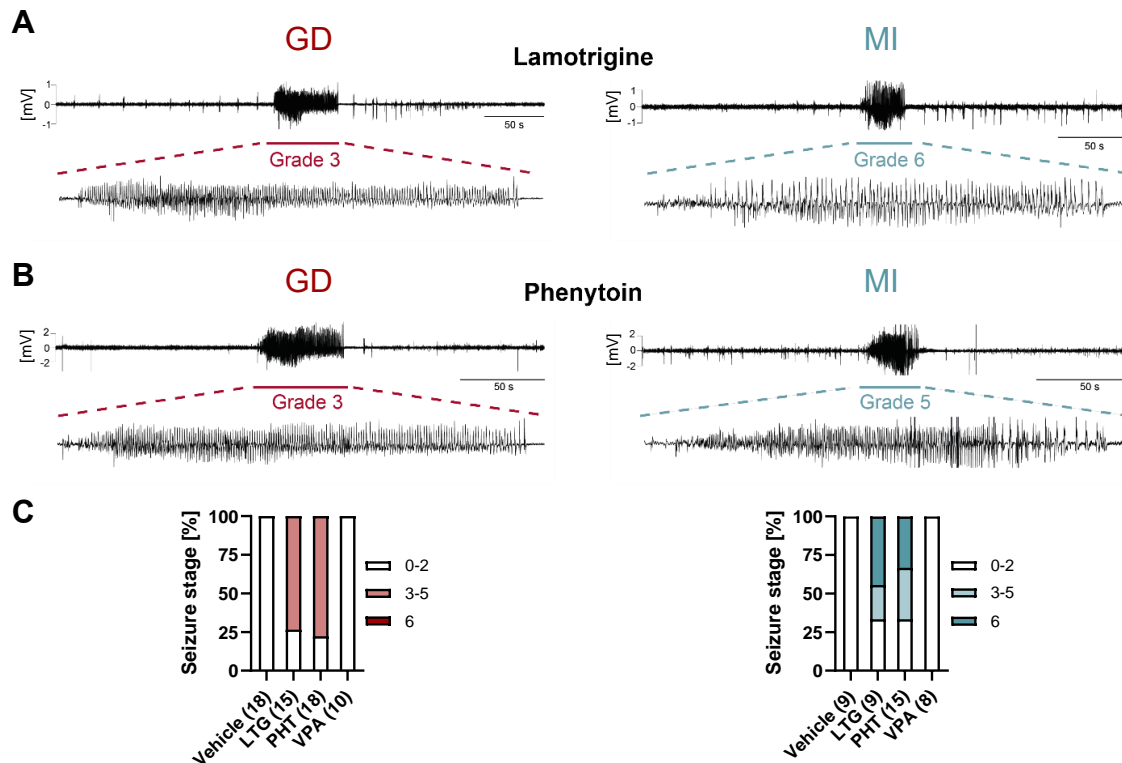 A
GD
Lamotrigine
MI
[mV]
1
0
-1
50 s
Grade 3
[mV]
1
0
-1
50 s
Grade 6
B
GD
Phenytoin
MI
[mV]
2
0
-2
50 s
Grade 3
[mV]
2
0
-2
50 s
Grade 5
C
Seizure stage [%]
100
75
50
25
0
Vehicle (18)
LTG (15)
PHT (18)
VPA (10)
0-2
3-5
6
Seizure stage [%]
100
75
50
25
0
Vehicle (9)
LTG (9)
PHT (15)
VPA (8)
0-2
3-5
6